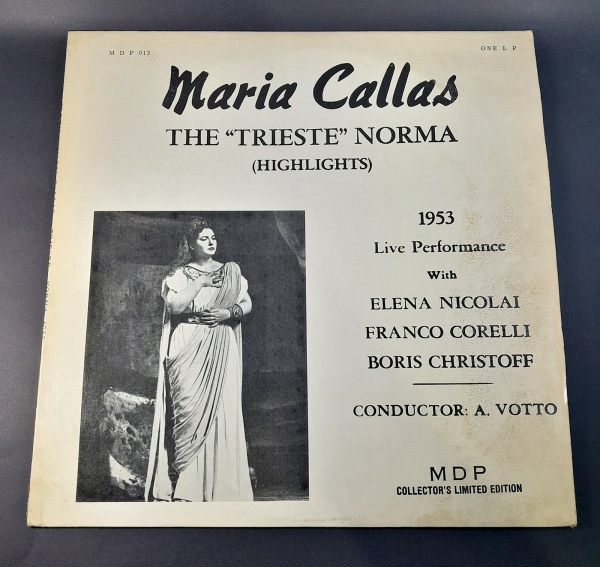 M D P 013
ONE L P
Maria Callas
THE “TRIESTE” NORMA
(HIGHLIGHTS)
1953
Live Performance
With
ELENA NICOLAI
FRANCO CORELLI
BORIS CHRISTOFF
CONDUCTOR: A. VOTTO
MDP
COLLECTOR'S LIMITED EDITION